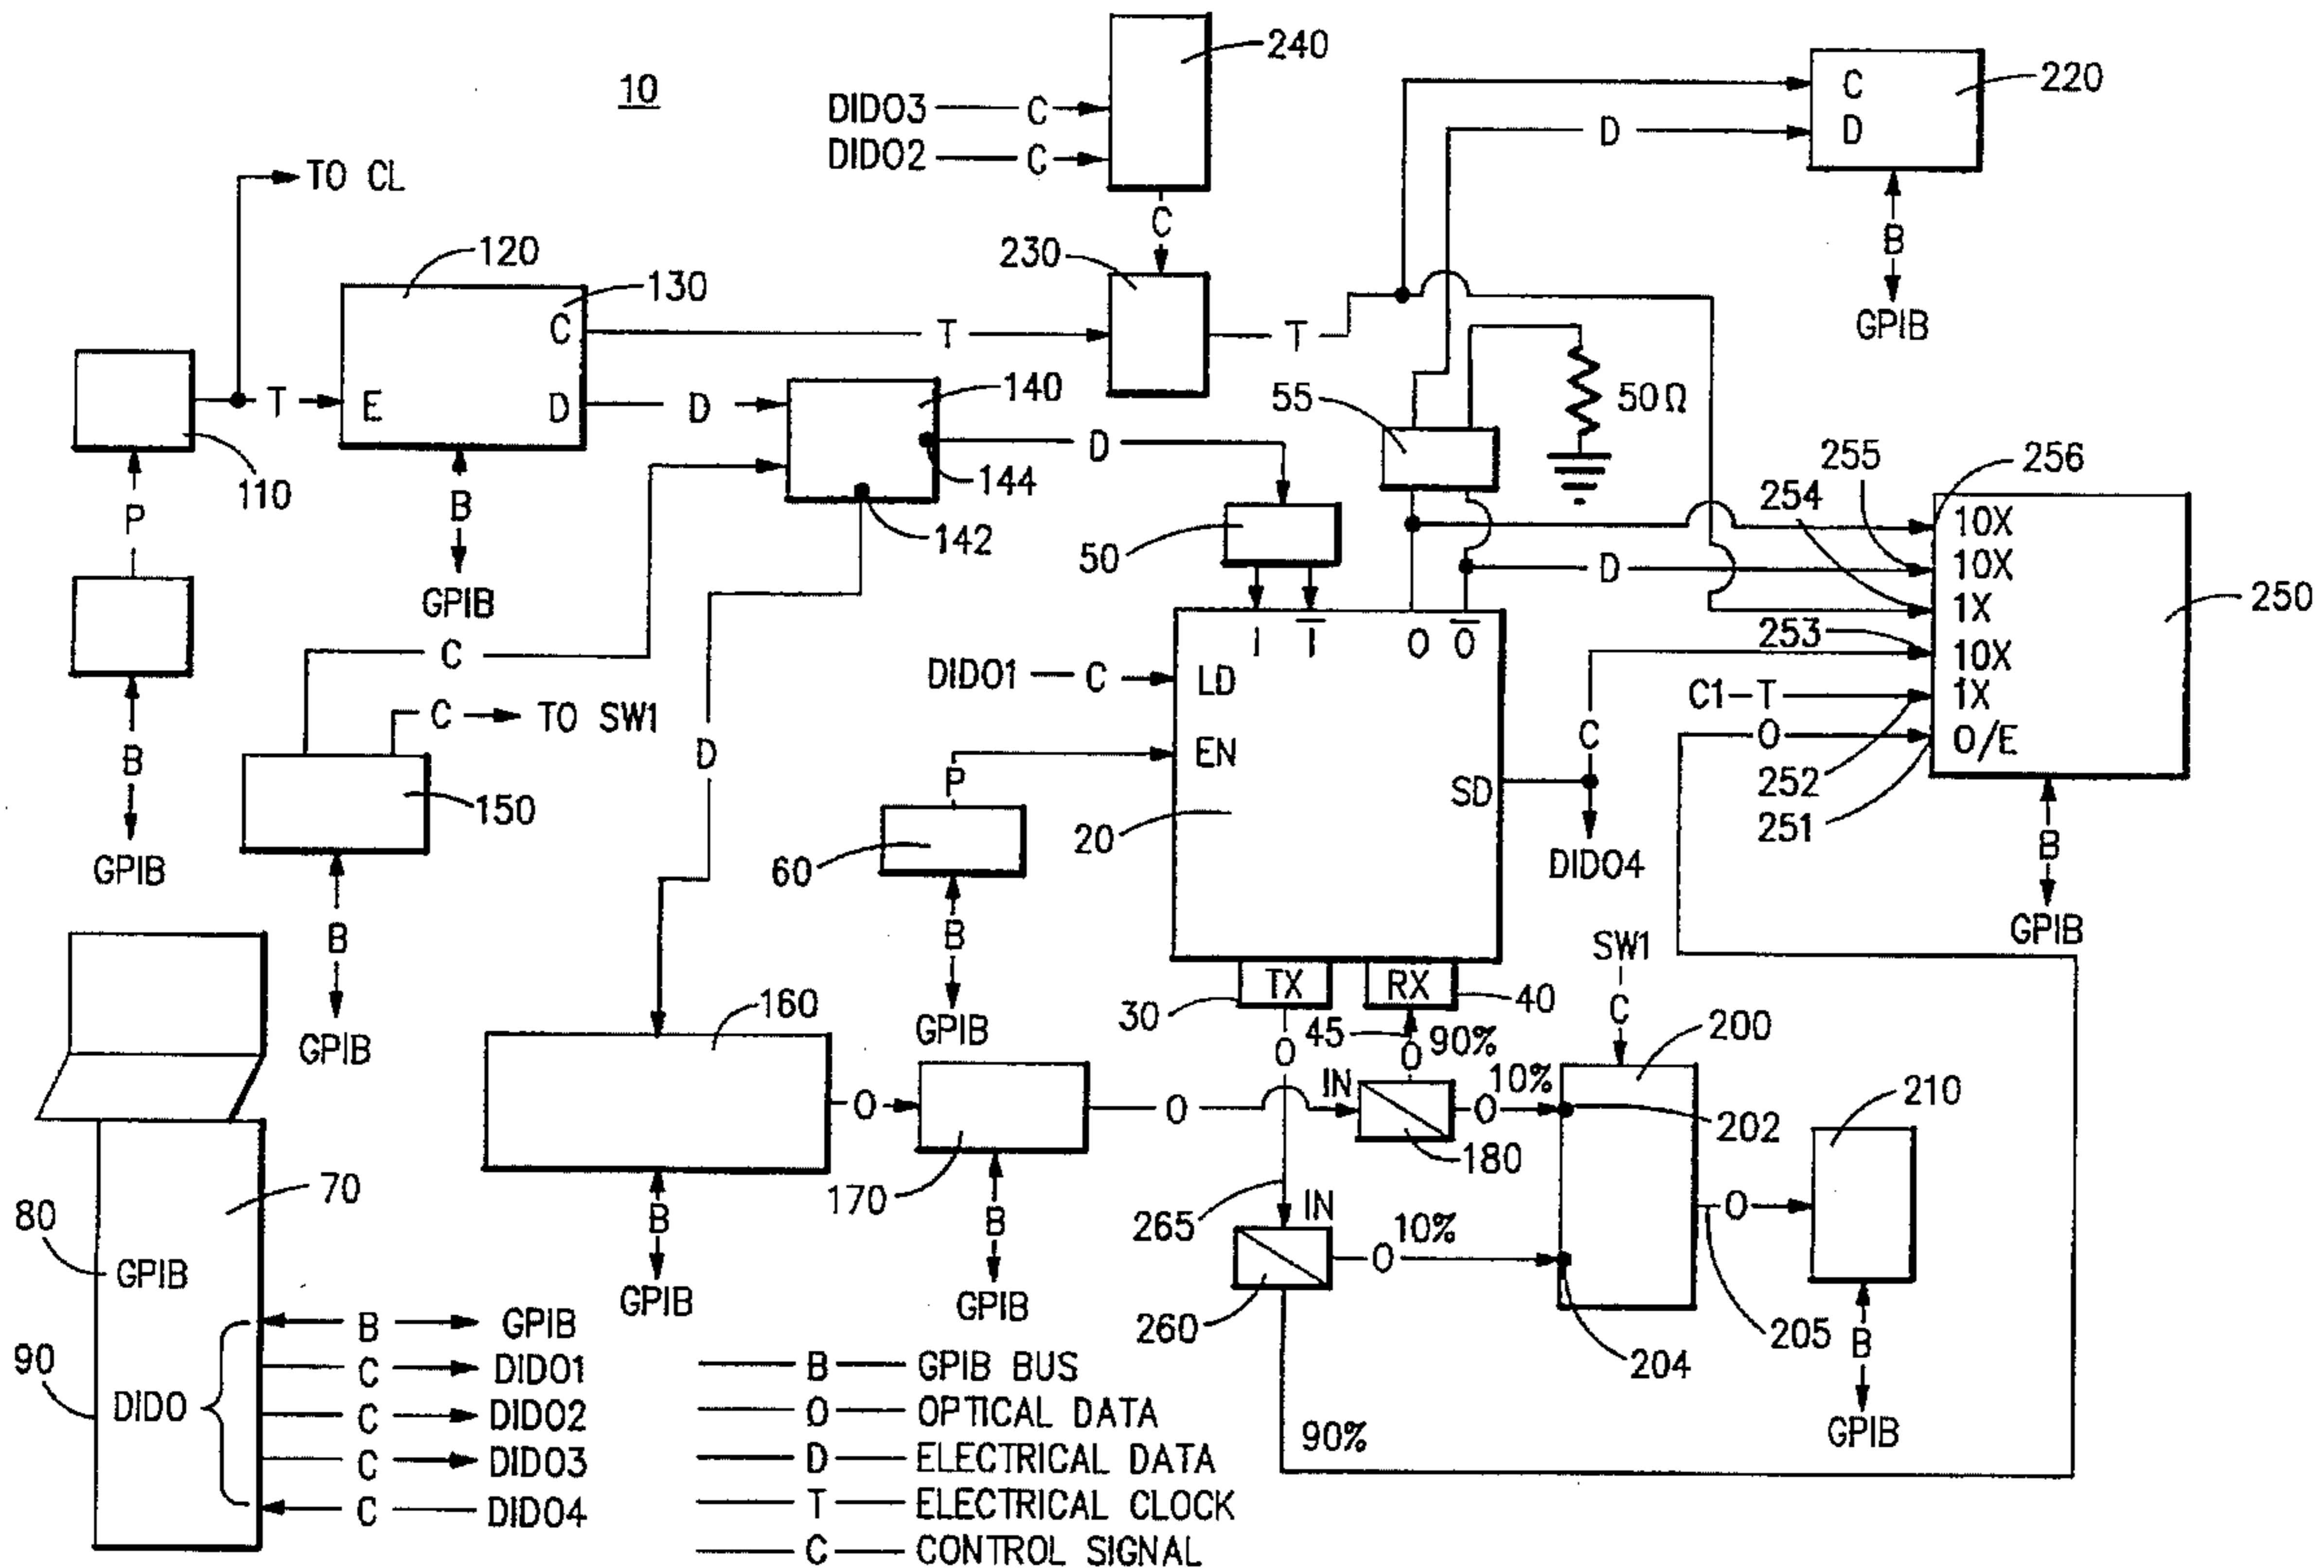 10
240
DIDO3 C
DIDO2 C
C
220
C
D
D
B
GPIB
TO CL
120
130
C
D
E
T
T
230
T
110
P
B
GPIB
B
GPIB
D
140
144
142
D
55
50Ω
50
256
255
254
253
252
251
250
10X
10X
1X
10X
1X
O/E
D
C1 T
O
B
GPIB
C
C TO SW1
150
B
GPIB
D
DIDO1 C
I
I
O
O
LD
EN
SD
20
P
60
B
GPIB
C
DIDO4
TX
RX
30
40
45
O
O
90%
SW1
C
160
O
170
B
GPIB
B
GPIB
O
IN
180
O
10%
200
202
204
205
O
210
B
GPIB
265
IN
260
O
10%
90%
70
80
GPIB
90
DIDO
B GPIB
C DIDO1
C DIDO2
C DIDO3
C DIDO4
B GPIB BUS
O OPTICAL DATA
D ELECTRICAL DATA
T ELECTRICAL CLOCK
C CONTROL SIGNAL